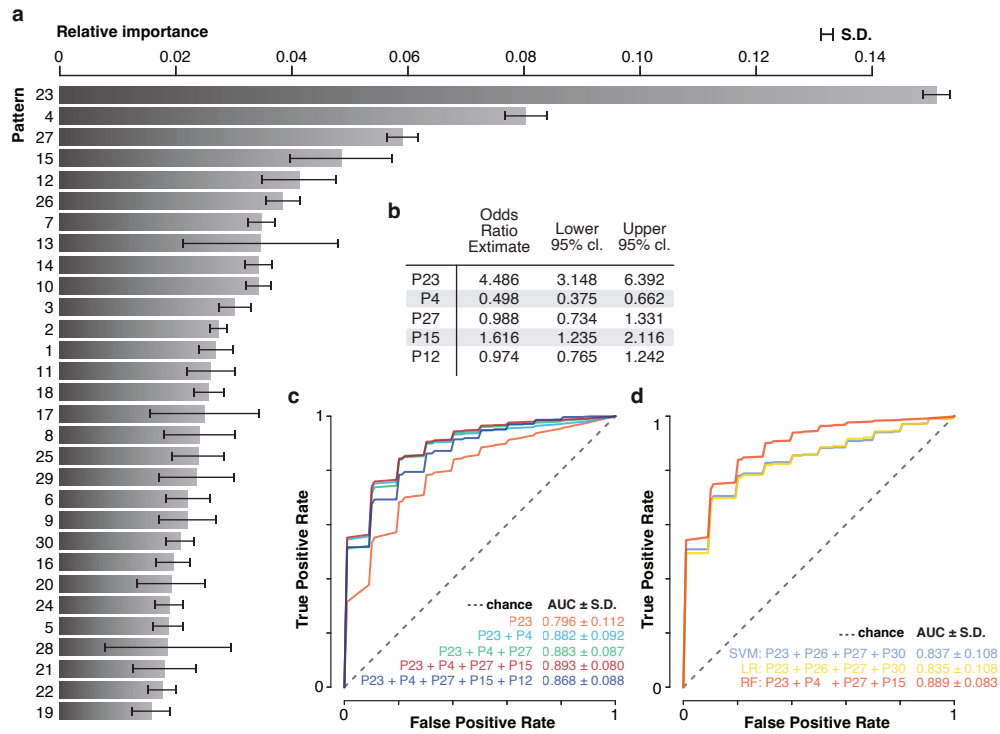 a
Relative importance
S.D.
0 0.02 0.04 0.06 0.08 0.10 0.12 0.14
Pattern
23
4
27
15
12
26
7
13
14
10
3
2
1
11
18
17
8
25
29
6
9
30
16
20
24
5
28
21
22
19
b
Odds Ratio Extimate Lower 95% cl. Upper 95% cl.
P23 4.486 3.148 6.392
P4 0.498 0.375 0.662
P27 0.988 0.734 1.331
P15 1.616 1.235 2.116
P12 0.974 0.765 1.242
c
1
True Positive Rate
0
chance AUC ± S.D.
P23 0.796 ± 0.112
P23 + P4 0.882 ± 0.092
P23 + P4 + P27 0.883 ± 0.087
P23 + P4 + P27 + P15 0.893 ± 0.080
P23 + P4 + P27 + P15 + P12 0.868 ± 0.088
0 1
False Positive Rate
d
1
True Positive Rate
0
chance AUC ± S.D.
SVM: P23 + P26 + P27 + P30 0.837 ± 0.108
LR: P23 + P26 + P27 + P30 0.835 ± 0.108
RF: P23 + P4 + P27 + P15 0.889 ± 0.083
0 1
False Positive Rate